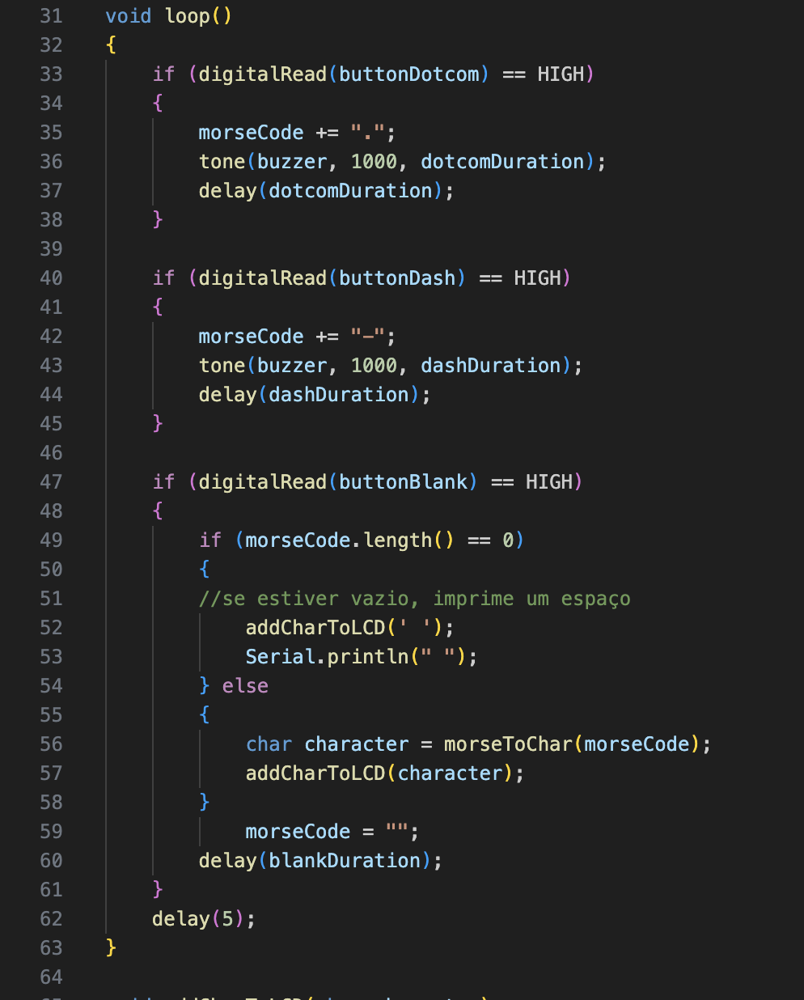 31 void loop()
32 {
33 if (digitalRead(buttonDotcom) == HIGH)
34 {
35 morseCode += ".";
36 tone(buzzer, 1000, dotcomDuration);
37 delay(dotcomDuration);
38 }
39
40 if (digitalRead(buttonDash) == HIGH)
41 {
42 morseCode += "-";
43 tone(buzzer, 1000, dashDuration);
44 delay(dashDuration);
45 }
46
47 if (digitalRead(buttonBlank) == HIGH)
48 {
49 if (morseCode.length() == 0)
50 {
51 //se estiver vazio, imprime um espaço
52 addCharToLCD(' ');
53 Serial.println(" ");
54 } else
55 {
56 char character = morseToChar(morseCode);
57 addCharToLCD(character);
58 }
59 morseCode = "";
60 delay(blankDuration);
61 }
62 delay(5);
63 }
64